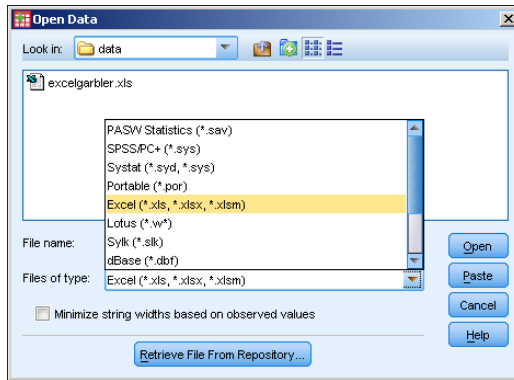 Open Data
Look in: data
excelgarbler.xls
PASW Statistics (*.sav)
SPSS/PC+ (*.sys)
Systat (*.syd, *.sys)
Portable (*.por)
Excel (*.xls, *.xlsx, *.xlsm)
Lotus (*.w*)
Sylk (*.slk)
dBase (*.dbf)
File name:
Open
Files of type: Excel (*.xls, *.xlsx, *.xlsm)
Paste
Cancel
Minimize string widths based on observed values
Help
Retrieve File From Repository...